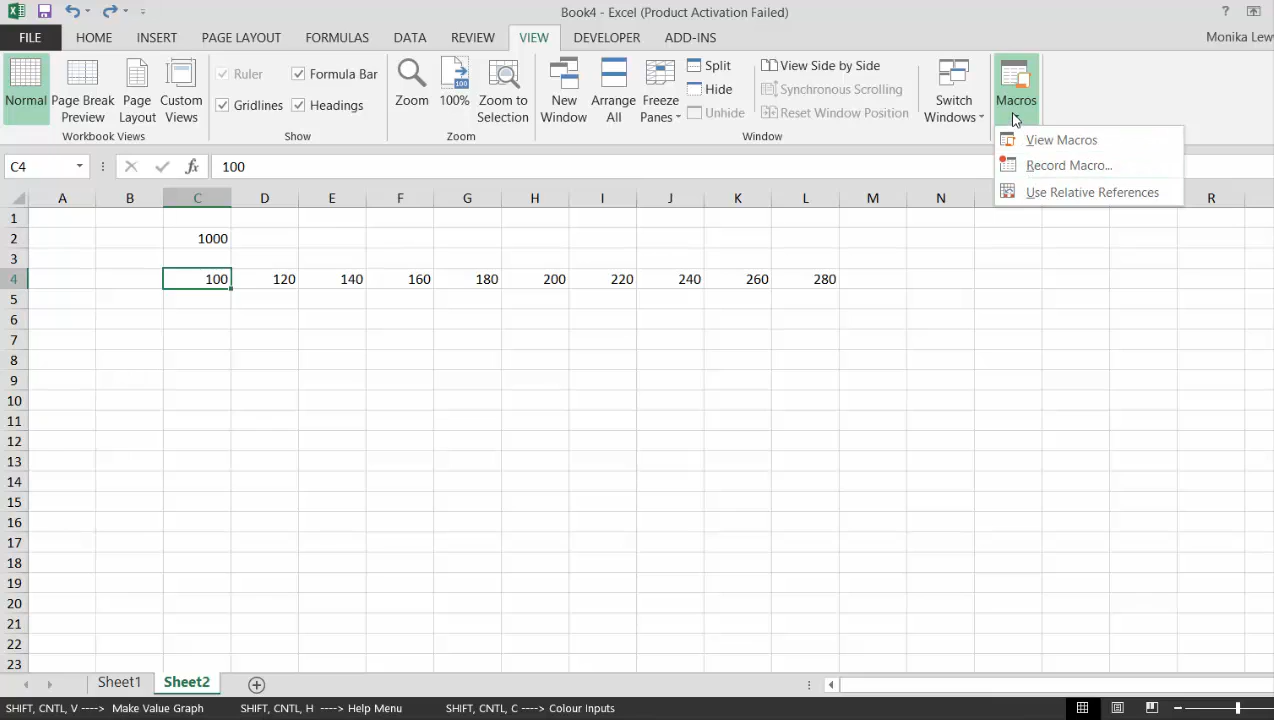 Book4 - Excel (Product Activation Failed)
?
FILE HOME INSERT PAGE LAYOUT FORMULAS DATA REVIEW VIEW DEVELOPER ADD-INS
Monika Lew
Normal
Page Break
Preview
Page
Layout
Custom
Views
Workbook Views
Ruler
Formula Bar
Gridlines
Headings
Show
Zoom
100
100%
Zoom to
Selection
Zoom
New
Window
Arrange
All
Freeze
Panes
Split
Hide
Unhide
View Side by Side
Synchronous Scrolling
Reset Window Position
Window
Switch
Windows
Macros
View Macros
Record Macro...
Use Relative References
C4
fx
100
A B C D E F G H I J K L M N R
1
2 1000
3
4 100 120 140 160 180 200 220 240 260 280
5
6
7
8
9
10
11
12
13
14
15
16
17
18
19
20
21
22
23
Sheet1 Sheet2
SHIFT, CNTL, V ----> Make Value Graph SHIFT, CNTL, H ---> Help Menu SHIFT, CNTL, C ----> Colour Inputs